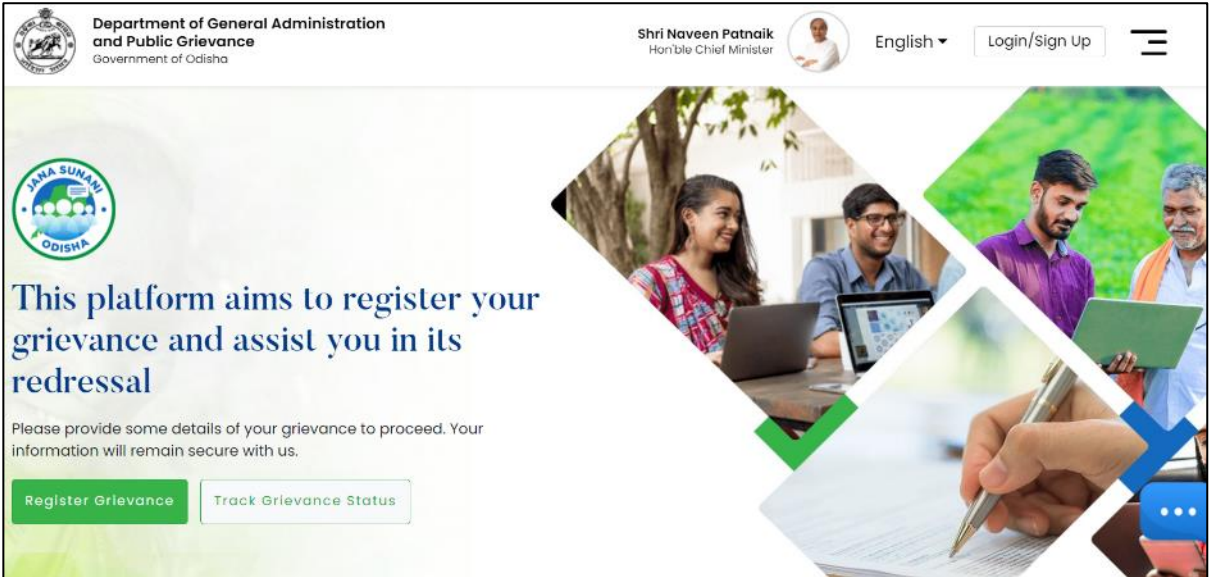 Department of General Administration
and Public Grievance
Government of Odisha
Shri Naveen Patnaik
Hon'ble Chief Minister
English
Login/Sign Up
JANA SUNANI
ODISHA
This platform aims to register your
grievance and assist you in its
redressal
Please provide some details of your grievance to proceed. Your
information will remain secure with us.
Register Grievance
Track Grievance Status